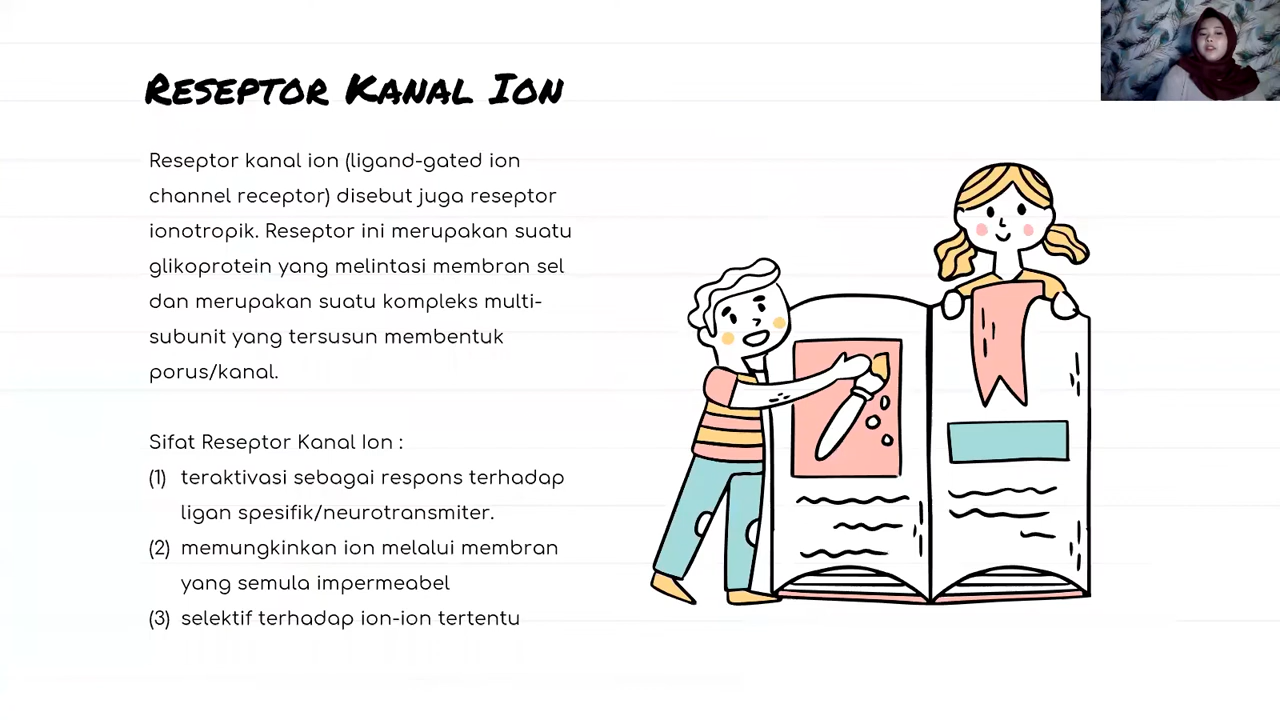 Reseptor Kanal Ion
Reseptor kanal ion (ligand-gated ion
channel receptor) disebut juga reseptor
ionotropik. Reseptor ini merupakan suatu
glikoprotein yang melintasi membran sel
dan merupakan suatu kompleks multi-
subunit yang tersusun membentuk
porus/kanal.
Sifat Reseptor Kanal Ion :
(1) teraktivasi sebagai respons terhadap
ligan spesifik/neurotransmiter.
(2) memungkinkan ion melalui membran
yang semula impermeabel
(3) selektif terhadap ion-ion tertentu